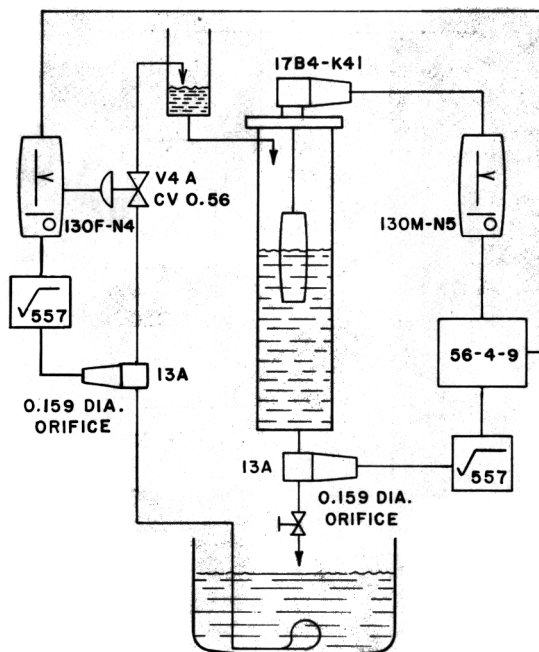 17B4-K41
V4A
CV 0.56
130F-N4
130M-N5
√557
56-4-9
13A
0.159 DIA.
ORIFICE
√557
13A
0.159 DIA.
ORIFICE